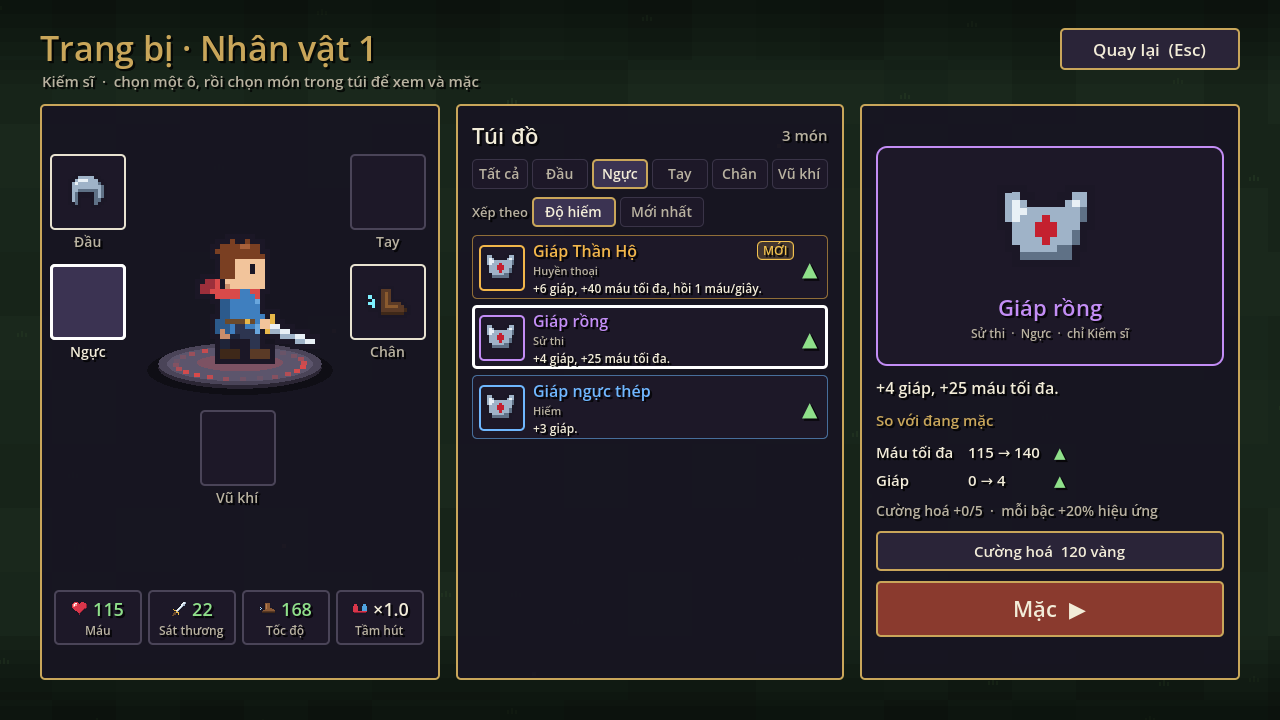 Trang bị · Nhân vật 1
Kiếm sĩ · chọn một ô, rồi chọn món trong túi để xem và mặc
Quay lại (Esc)
Đầu
Tay
Ngực
Chân
Vũ khí
115
Máu
22
Sát thương
168
Tốc độ
×1.0
Tầm hút
Túi đồ
3 món
Tất cả
Đầu
Ngực
Tay
Chân
Vũ khí
Xếp theo
Độ hiếm
Mới nhất
Giáp Thần Hộ
MỚI
Huyền thoại
+6 giáp, +40 máu tối đa, hồi 1 máu/giây.
Giáp rồng
Sử thi
+4 giáp, +25 máu tối đa.
Giáp ngực thép
Hiếm
+3 giáp.
Giáp rồng
Sử thi · Ngực · chỉ Kiếm sĩ
+4 giáp, +25 máu tối đa.
So với đang mặc
Máu tối đa 115 → 140 ▲
Giáp 0 → 4 ▲
Cường hoá +0/5 · mỗi bậc +20% hiệu ứng
Cường hoá 120 vàng
Mặc ▶